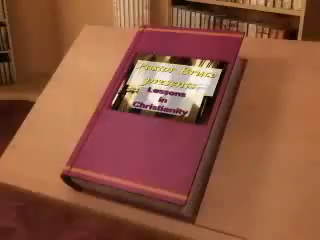 Pastor Bruce
presents
Lessons
in
Christianity